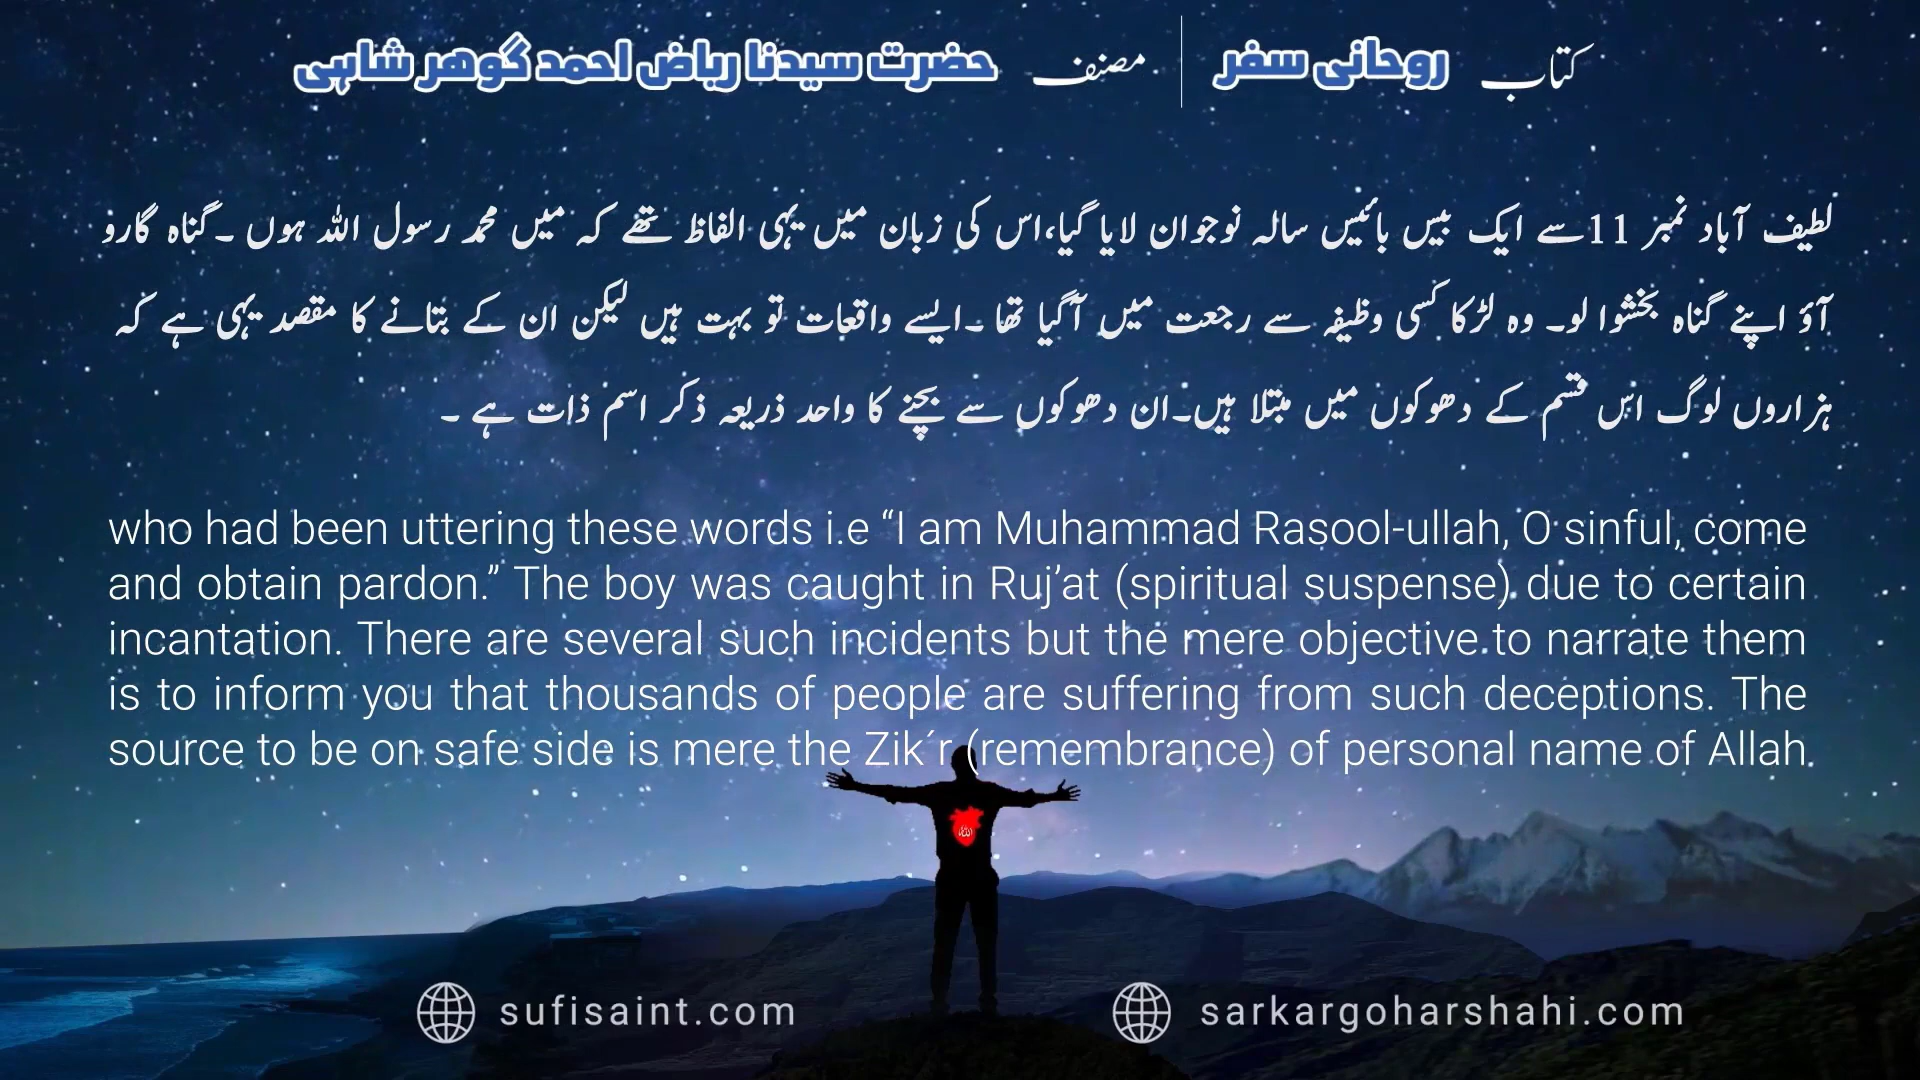 کتاب روحانی سفر | مصنف حضرت سیدنا ریاض احمد گوھر شاہی
لطیف آباد نمبر 11سے ایک بیس بائیس سالہ نوجوان لایا گیا،اس کی زبان میں یہی الفاظ تھے کہ میں محمد رسول اللہ ہوں ۔گناہ گارو
آؤ اپنے گناہ بخشوا لو۔ وہ لڑکا کسی وظیفہ سے رجعت میں آگیا تھا ۔ایسے واقعات تو بہت ہیں لیکن ان کے بتانے کا مقصد یہی ہے کہ
ہزاروں لوگ اس قسم کے دھوکوں میں مبتلا ہیں۔ان دھوکوں سے بچنے کا واحد ذریعہ ذکر اسم ذات ہے ۔
who had been uttering these words i.e “I am Muhammad Rasool-ullah, O sinful, come
and obtain pardon.” The boy was caught in Ruj’at (spiritual suspense) due to certain
incantation. There are several such incidents but the mere objective to narrate them
is to inform you that thousands of people are suffering from such deceptions. The
source to be on safe side is mere the Zik´r (remembrance) of personal name of Allah.
الله
sufisaint.com
sarkargoharshahi.com